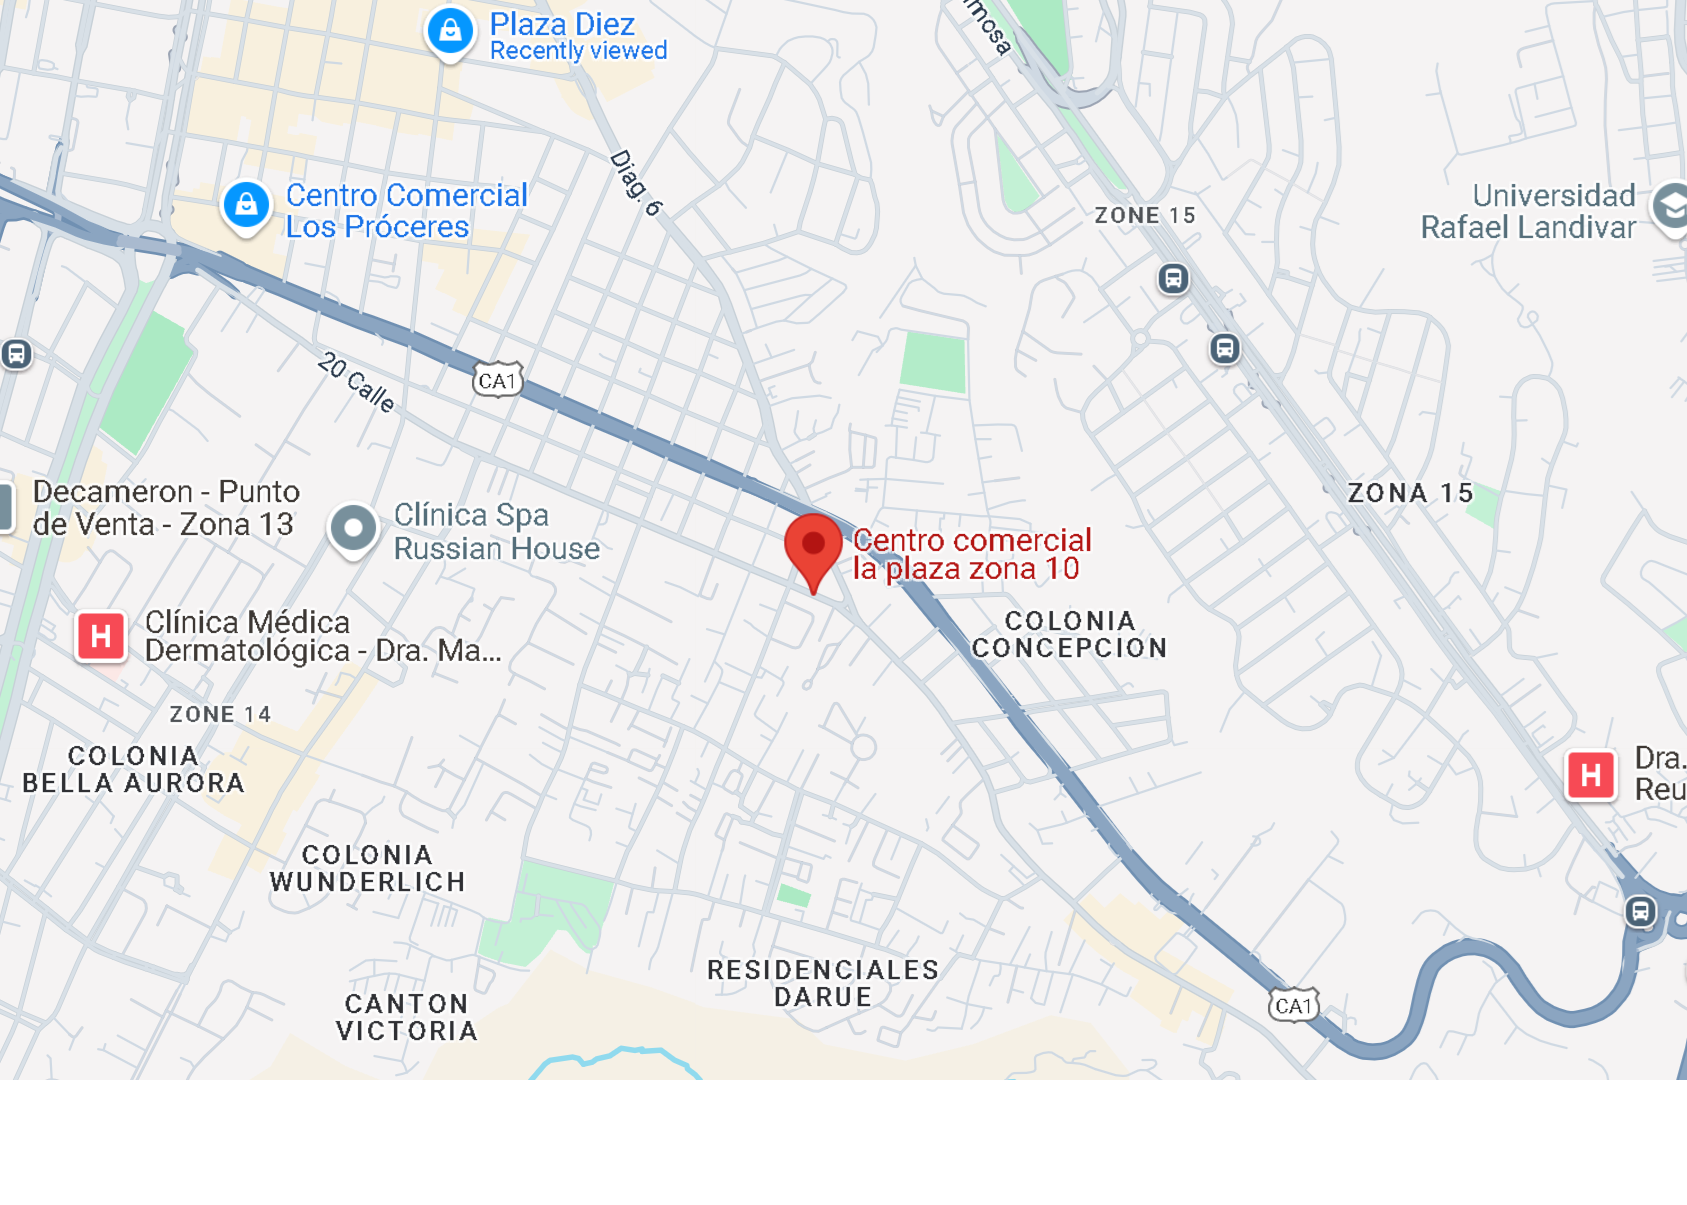 Plaza Diez
Recently viewed
Diag. 6
Centro Comercial
Los Próceres
ZONE 15
Universidad
Rafael Landivar
20 Calle
CA1
Decameron - Punto
de Venta - Zona 13
Clínica Spa
Russian House
ZONA 15
Centro comercial
la plaza zona 10
COLONIA
CONCEPCION
H
Clínica Médica
Dermatológica - Dra. Ma...
ZONE 14
COLONIA
BELLA AURORA
H
Dra.
Reu
COLONIA
WUNDERLICH
RESIDENCIALES
DARUE
CANTON
VICTORIA
CA1